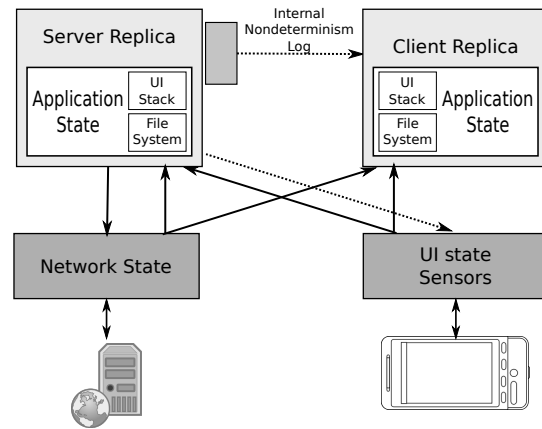 Internal
Nondeterminism
Log
Server Replica
Client Replica
Application
State
UI
Stack
File
System
UI
Stack
File
System
Application
State
Network State
UI state
Sensors